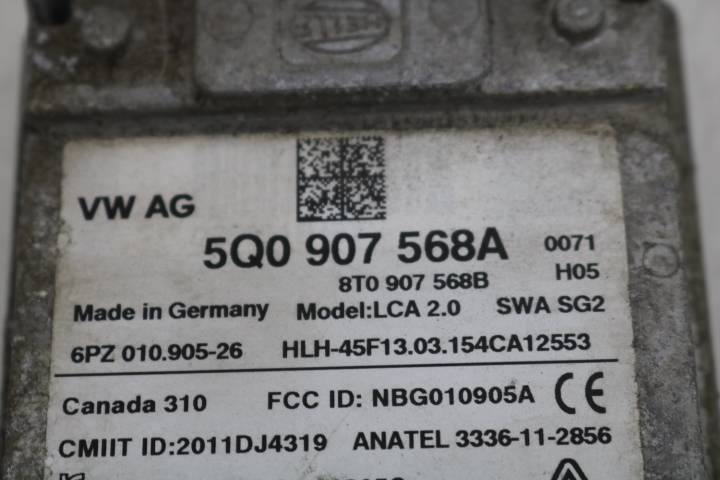 VW AG
5Q0 907 568A 0071
8T0 907 568B H05
Made in Germany Model:LCA 2.0 SWA SG2
6PZ 010.905-26 HLH-45F13.03.154CA12553
Canada 310 FCC ID: NBG010905A CE
CMIIT ID:2011DJ4319 ANATEL 3336-11-2856